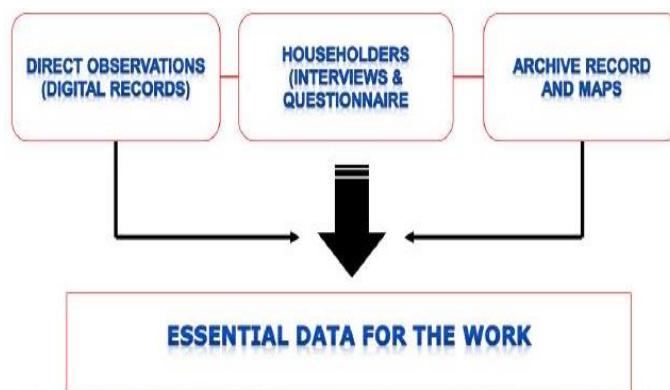 DIRECT OBSERVATIONS
(DIGITAL RECORDS)
HOUSEHOLDERS
(INTERVIEWS &
QUESTIONNAIRE
ARCHIVE RECORD
AND MAPS
ESSENTIAL DATA FOR THE WORK